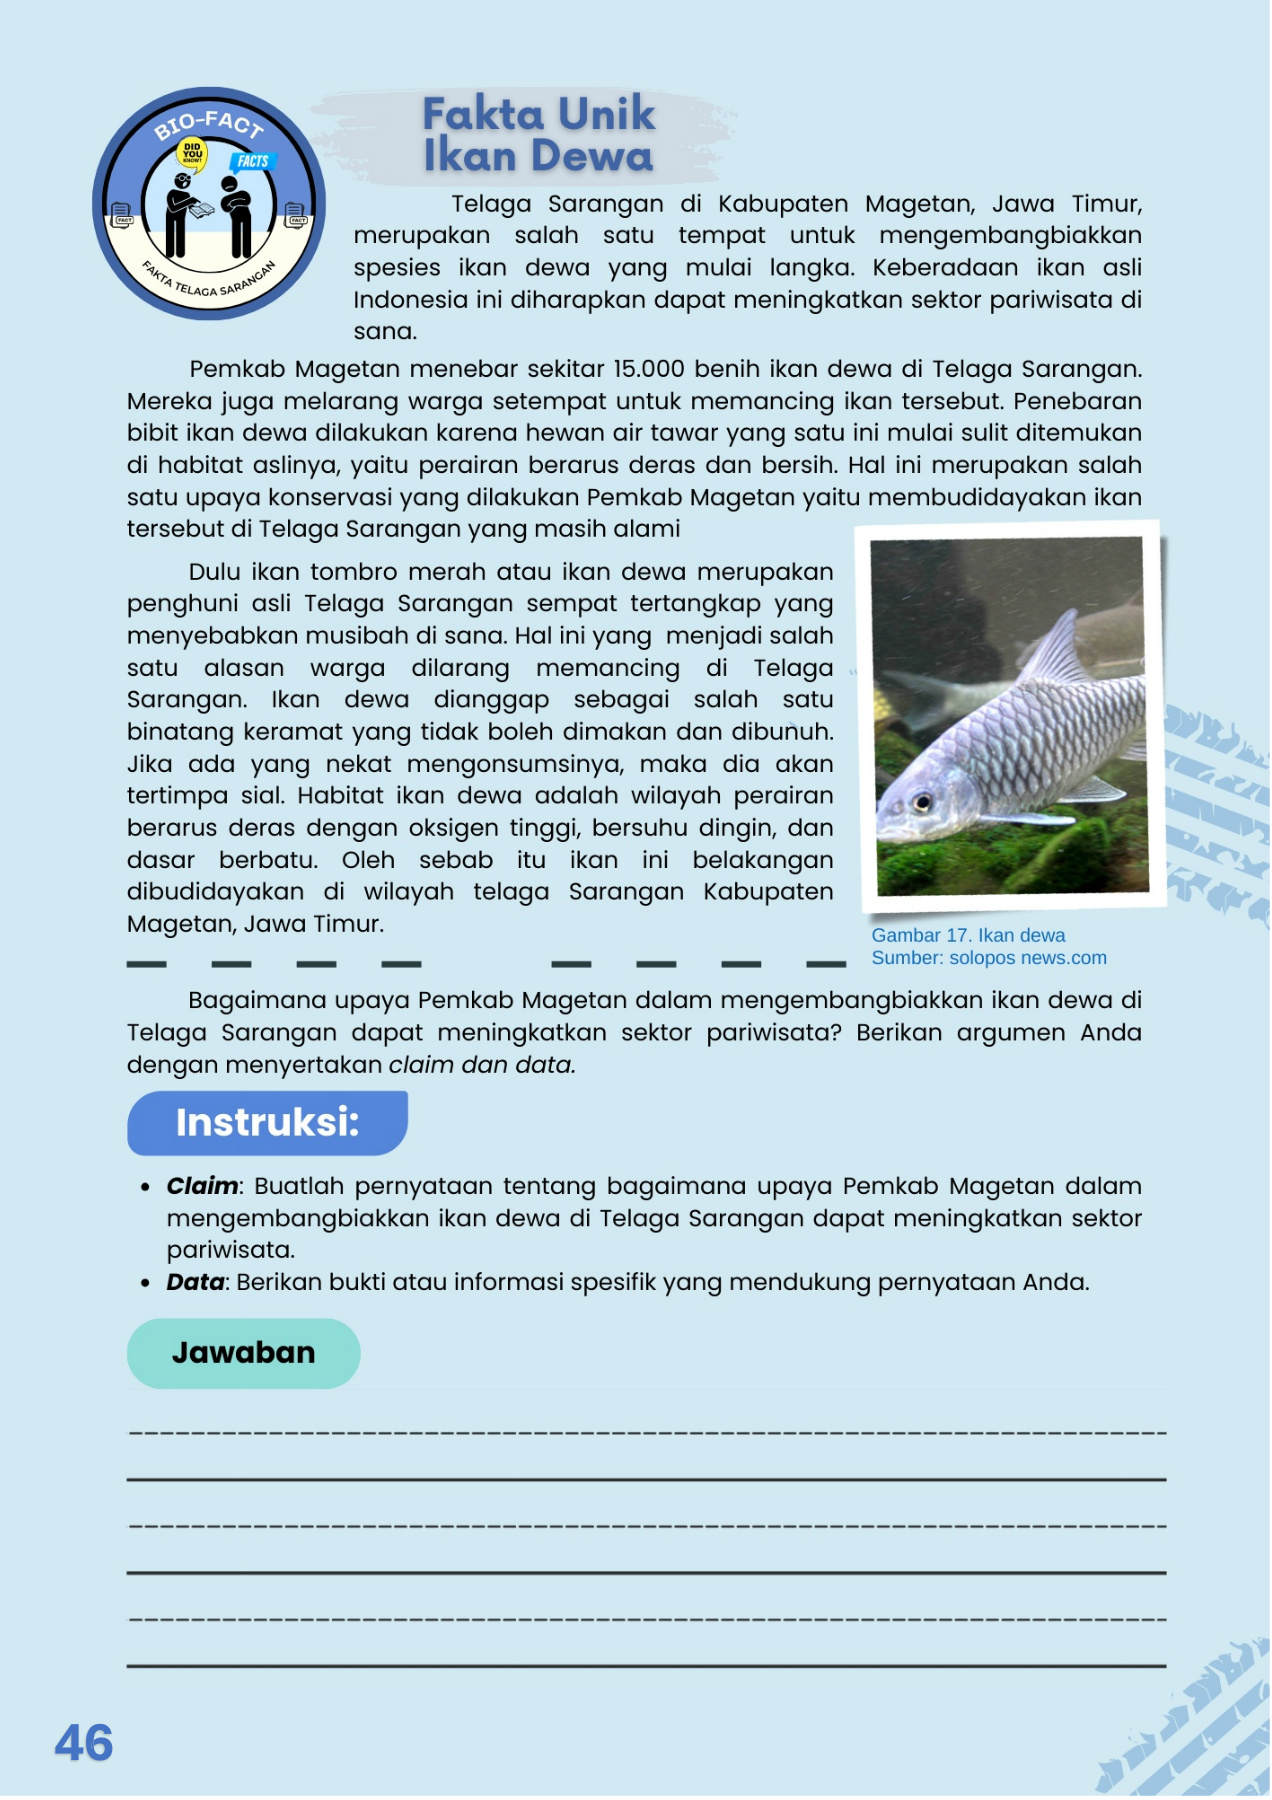 BIO-FACT
DID
YOU
KNOW?
FACTS
FACT
FACT
FAKTA TELAGA SARANGAN
Fakta Unik
Ikan Dewa
Telaga Sarangan di Kabupaten Magetan, Jawa Timur,
merupakan salah satu tempat untuk mengembangbiakkan
spesies ikan dewa yang mulai langka. Keberadaan ikan asli
Indonesia ini diharapkan dapat meningkatkan sektor pariwisata di
sana.
Pemkab Magetan menebar sekitar 15.000 benih ikan dewa di Telaga Sarangan.
Mereka juga melarang warga setempat untuk memancing ikan tersebut. Penebaran
bibit ikan dewa dilakukan karena hewan air tawar yang satu ini mulai sulit ditemukan
di habitat aslinya, yaitu perairan berarus deras dan bersih. Hal ini merupakan salah
satu upaya konservasi yang dilakukan Pemkab Magetan yaitu membudidayakan ikan
tersebut di Telaga Sarangan yang masih alami
Dulu ikan tombro merah atau ikan dewa merupakan
penghuni asli Telaga Sarangan sempat tertangkap yang
menyebabkan musibah di sana. Hal ini yang menjadi salah
satu alasan warga dilarang memancing di Telaga
Sarangan. Ikan dewa dianggap sebagai salah satu
binatang keramat yang tidak boleh dimakan dan dibunuh.
Jika ada yang nekat mengonsumsinya, maka dia akan
tertimpa sial. Habitat ikan dewa adalah wilayah perairan
berarus deras dengan oksigen tinggi, bersuhu dingin, dan
dasar berbatu. Oleh sebab itu ikan ini belakangan
dibudidayakan di wilayah telaga Sarangan Kabupaten
Magetan, Jawa Timur.
Gambar 17. Ikan dewa
Sumber: solopos news.com
Bagaimana upaya Pemkab Magetan dalam mengembangbiakkan ikan dewa di
Telaga Sarangan dapat meningkatkan sektor pariwisata? Berikan argumen Anda
dengan menyertakan claim dan data.
Instruksi:
• Claim: Buatlah pernyataan tentang bagaimana upaya Pemkab Magetan dalam
mengembangbiakkan ikan dewa di Telaga Sarangan dapat meningkatkan sektor
pariwisata.
• Data: Berikan bukti atau informasi spesifik yang mendukung pernyataan Anda.
Jawaban
46